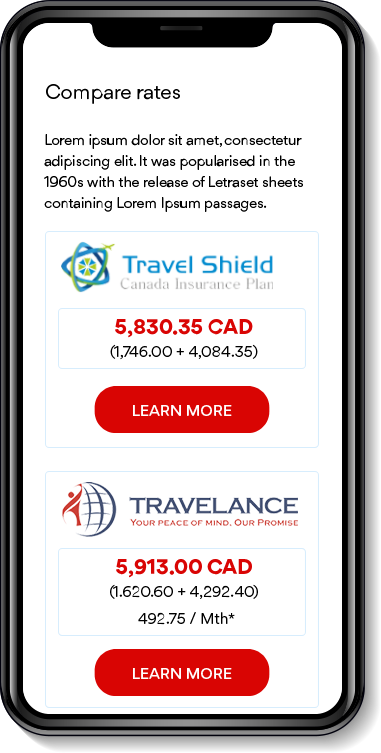 Compare rates
Lorem ipsum dolor sit amet, consectetur
adipiscing elit. It was popularised in the
1960s with the release of Letraset sheets
containing Lorem Ipsum passages.
Travel Shield
Canada Insurance Plan
5,830.35 CAD
(1,746.00 + 4,084.35)
LEARN MORE
TRAVELANCE
YOUR PEACE OF MIND. OUR PROMISE
5,913.00 CAD
(1.620.60 + 4,292.40)
492.75 / Mth*
LEARN MORE